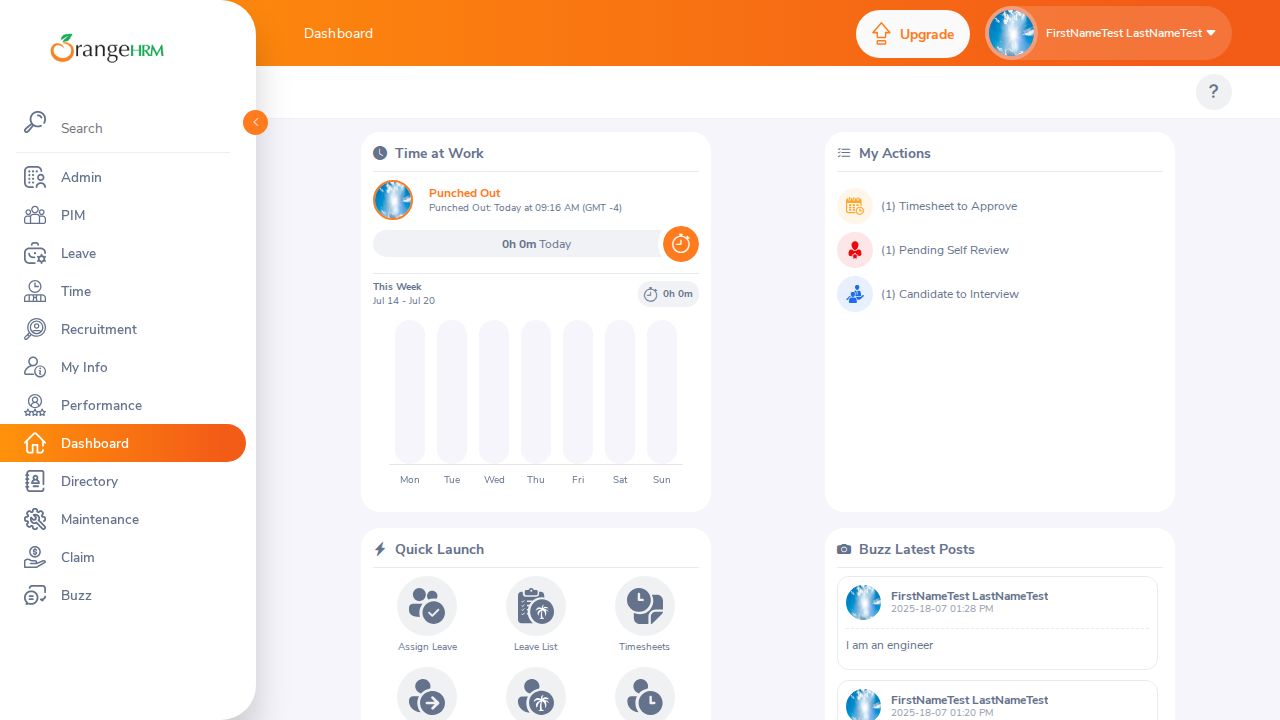 OrangeHRM
Search
Admin
PIM
Leave
Time
Recruitment
My Info
Performance
Dashboard
Directory
Maintenance
Claim
Buzz
Dashboard
Upgrade
FirstNameTest LastNameTest
?
Time at Work
Punched Out
Punched Out: Today at 09:16 AM (GMT -4)
0h 0m Today
This Week
Jul 14 - Jul 20
0h 0m
Mon Tue Wed Thu Fri Sat Sun
My Actions
(1) Timesheet to Approve
(1) Pending Self Review
(1) Candidate to Interview
Quick Launch
Assign Leave
Leave List
Timesheets
Buzz Latest Posts
FirstNameTest LastNameTest
2025-18-07 01:28 PM
I am an engineer
FirstNameTest LastNameTest
2025-18-07 01:20 PM